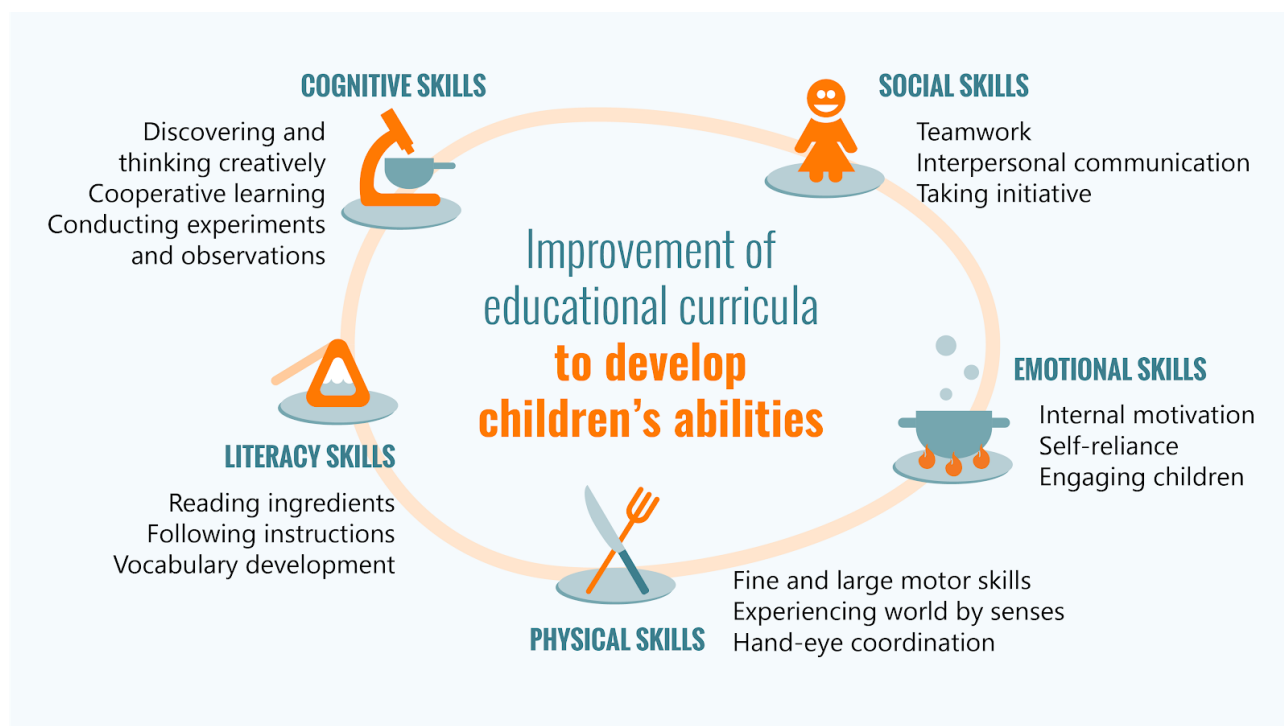 COGNITIVE SKILLS
Discovering and
thinking creatively
Cooperative learning
Conducting experiments
and observations
SOCIAL SKILLS
Teamwork
Interpersonal communication
Taking initiative
Improvement of
educational curricula
to develop
children’s abilities
EMOTIONAL SKILLS
Internal motivation
Self-reliance
Engaging children
LITERACY SKILLS
Reading ingredients
Following instructions
Vocabulary development
PHYSICAL SKILLS
Fine and large motor skills
Experiencing world by senses
Hand-eye coordination